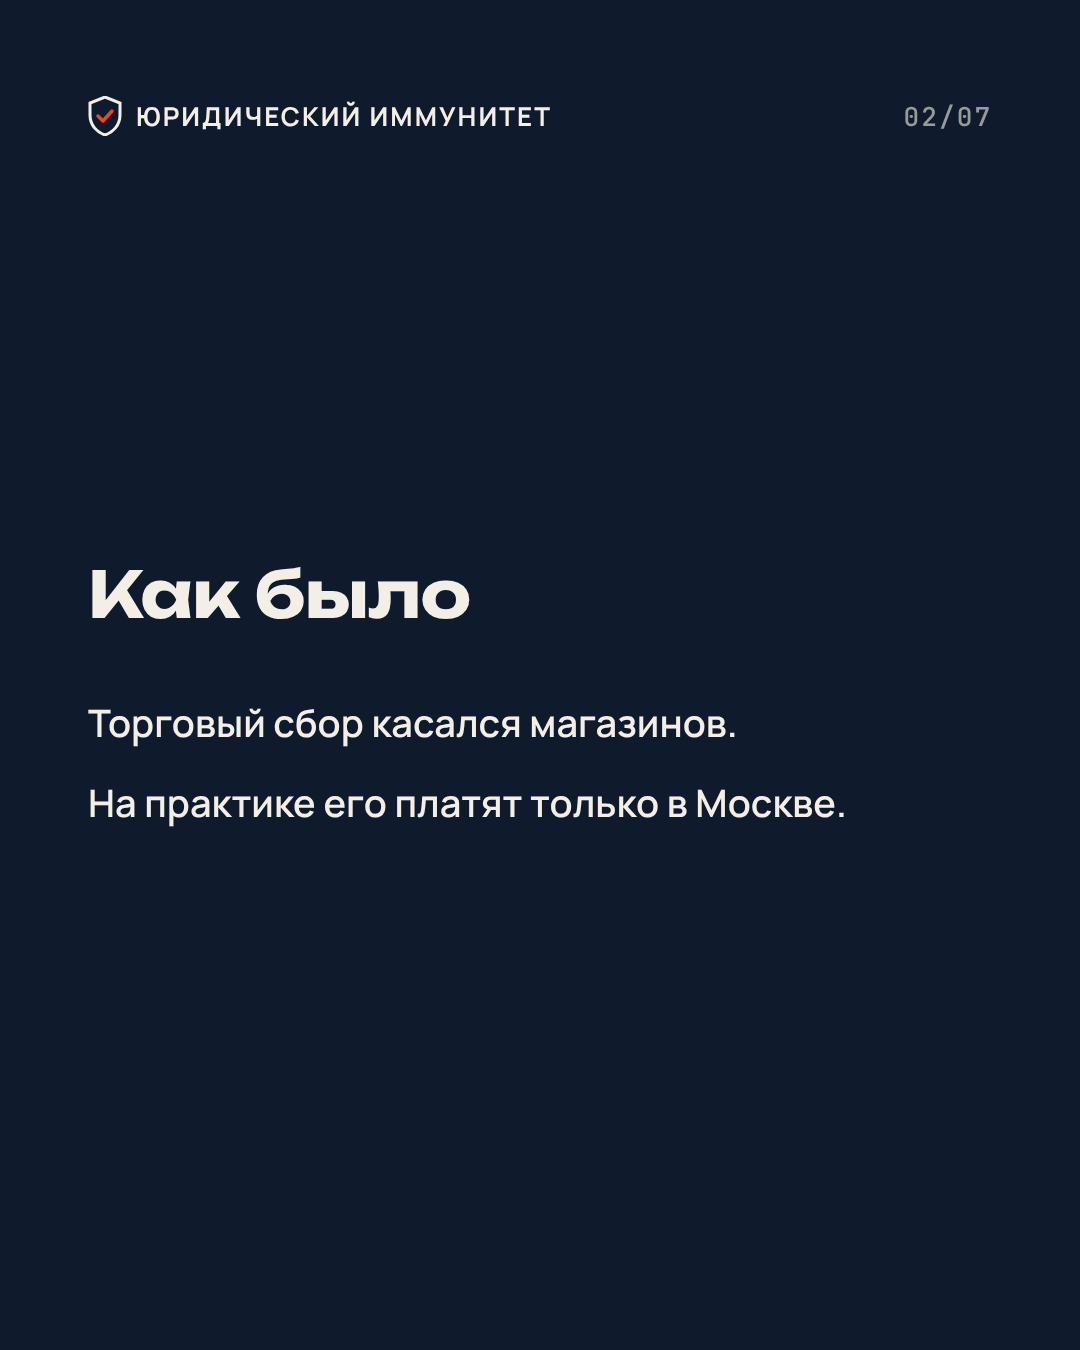 ЮРИДИЧЕСКИЙ ИММУНИТЕТ
02/07
Как было
Торговый сбор касался магазинов.
На практике его платят только в Москве.